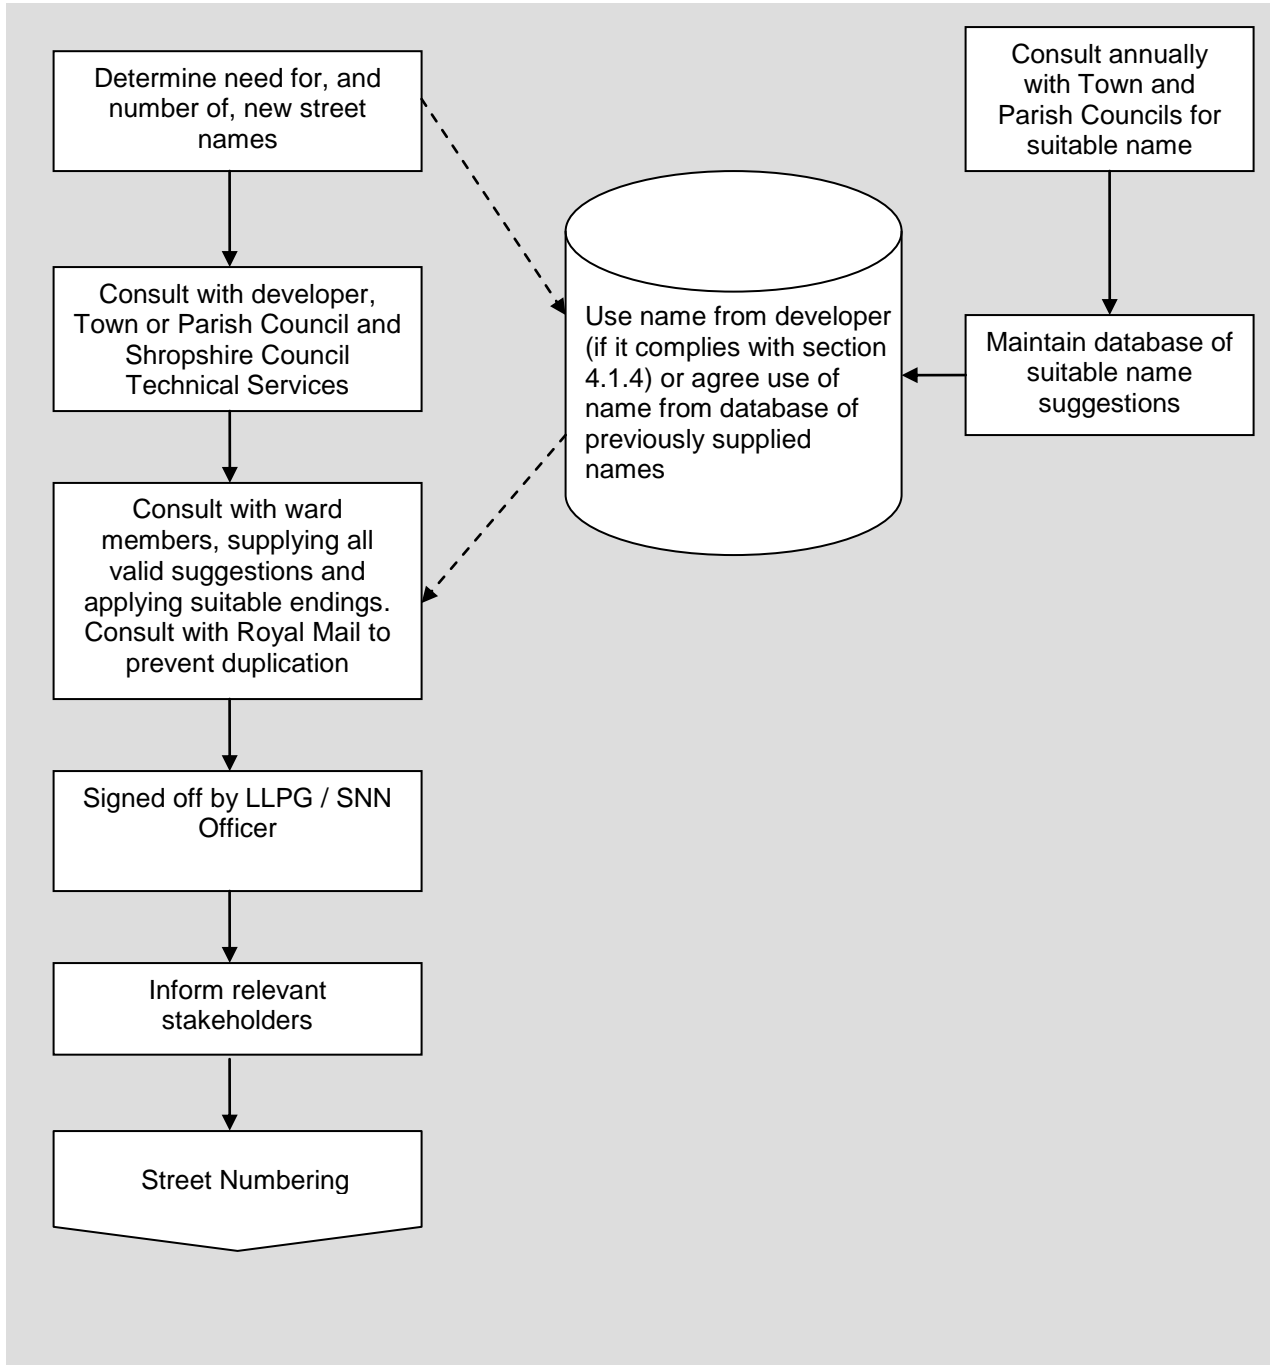 Determine need for, and
number of, new street
names
Consult annually
with Town and
Parish Councils for
suitable name
Consult with developer,
Town or Parish Council and
Shropshire Council
Technical Services
Use name from developer
(if it complies with section
4.1.4) or agree use of
name from database of
previously supplied
names
Maintain database of
suitable name
suggestions
Consult with ward
members, supplying all
valid suggestions and
applying suitable endings.
Consult with Royal Mail to
prevent duplication
Signed off by LLPG / SNN
Officer
Inform relevant
stakeholders
Street Numbering